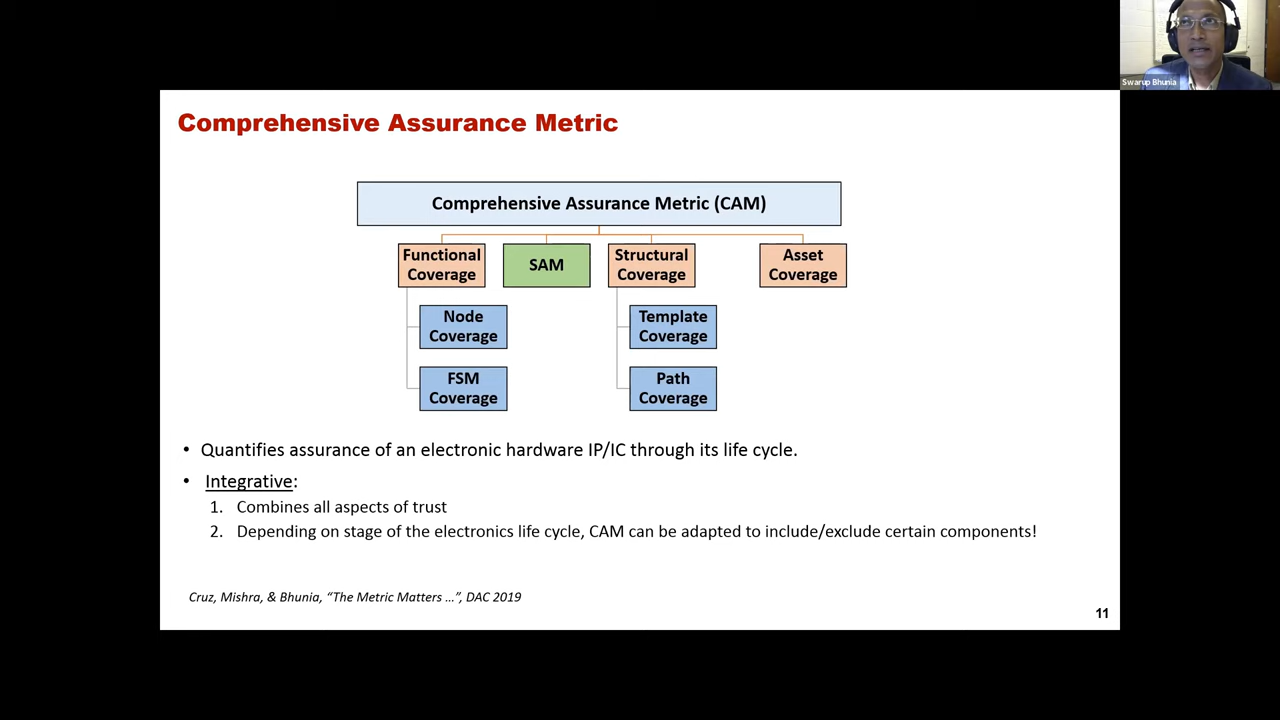 Swarup Bhunia
Comprehensive Assurance Metric
Comprehensive Assurance Metric (CAM)
Functional
Coverage
SAM
Structural
Coverage
Asset
Coverage
Node
Coverage
Template
Coverage
FSM
Coverage
Path
Coverage
• Quantifies assurance of an electronic hardware IP/IC through its life cycle.
• Integrative:
1. Combines all aspects of trust
2. Depending on stage of the electronics life cycle, CAM can be adapted to include/exclude certain components!
Cruz, Mishra, & Bhunia, “The Metric Matters …”, DAC 2019
11